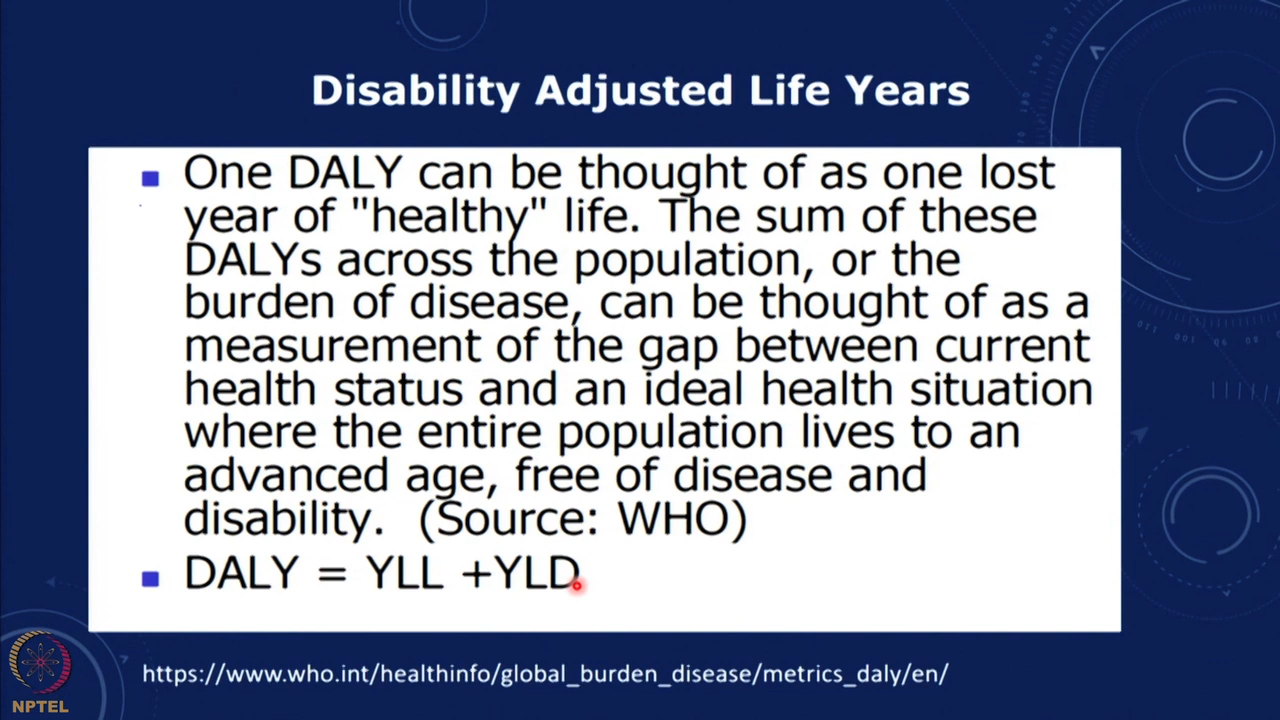 Disability Adjusted Life Years
One DALY can be thought of as one lost
year of "healthy" life. The sum of these
DALYs across the population, or the
burden of disease, can be thought of as a
measurement of the gap between current
health status and an ideal health situation
where the entire population lives to an
advanced age, free of disease and
disability. (Source: WHO)
DALY = YLL +YLD
https://www.who.int/healthinfo/global_burden_disease/metrics_daly/en/
NPTEL